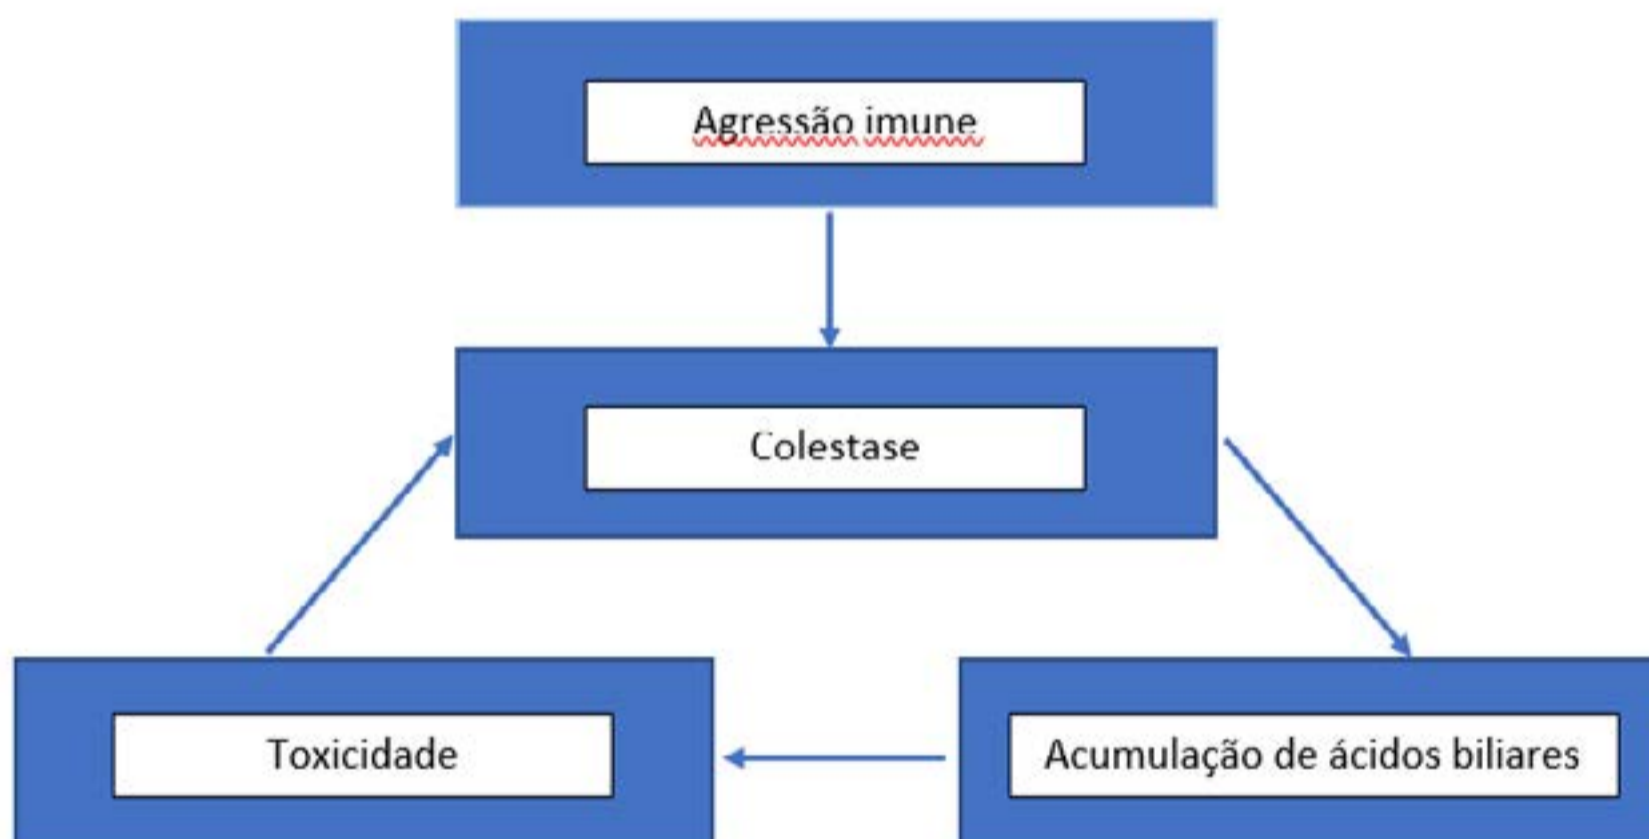 Agressão imune
Colestase
Toxicidade
Acumulação de ácidos biliares